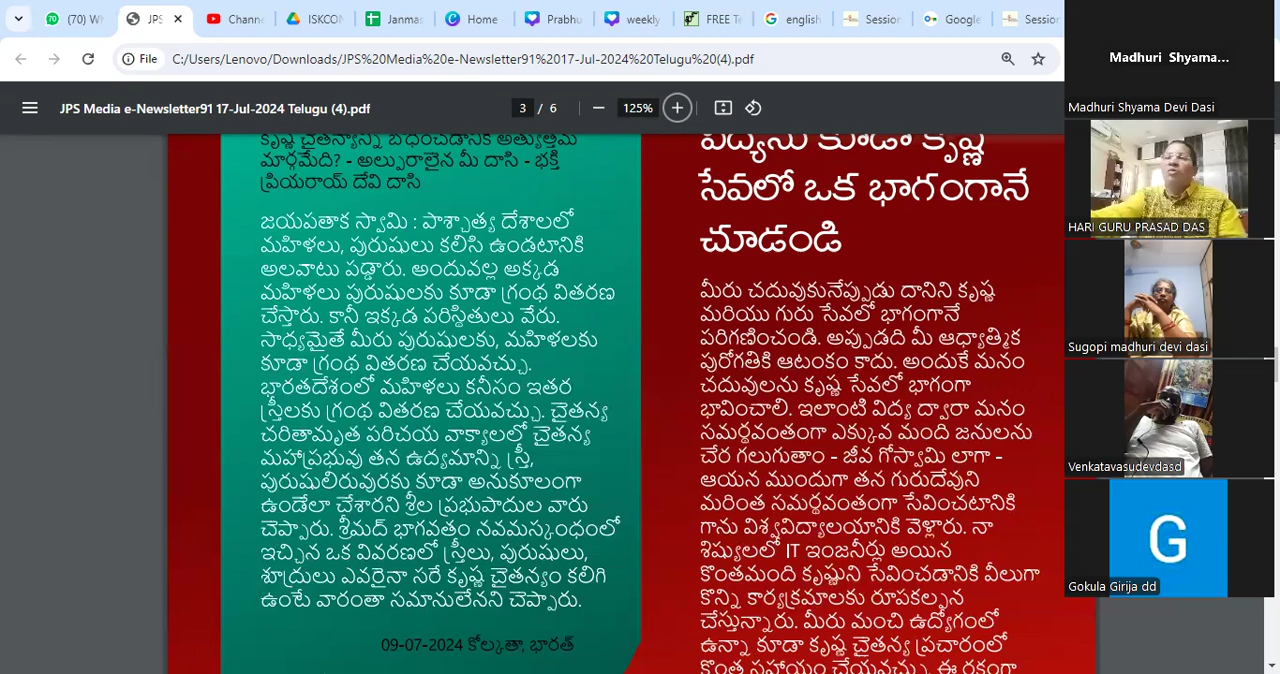 (70) Wh
JPS
Chann
ISKCON
Janmas
Home
Prabhu
weekly
FREE Te
english
Session
Google
Session
File
C:/Users/Lenovo/Downloads/JPS%20Media%20e-Newsletter91%2017-Jul-2024%20Telugu%20(4).pdf
JPS Media e-Newsletter91 17-Jul-2024 Telugu (4).pdf
3 / 6
125%
కృష్ణ చైతన్యాన్ని బోధించడానికి అత్యుత్తమ
మార్గమేది? - అల్పురాలైన మీ దాసి - భక్తి
ప్రియరాయ్ దేవి దాసి
జయపతాక స్వామి : పాశ్చాత్య దేశాలలో
మహిళలు, పురుషులు కలిసి ఉండటానికి
అలవాటు పడ్డారు. అందువల్ల అక్కడ
మహిళలు పురుషులకు కూడా గ్రంథ వితరణ
చేస్తారు. కానీ ఇక్కడ పరిస్థితులు వేరు.
సాధ్యమైతే మీరు పురుషులకు, మహిళలకు
కూడా గ్రంథ వితరణ చేయవచ్చు.
భారతదేశంలో మహిళలు కనీసం ఇతర
స్త్రీలకు గ్రంథ వితరణ చేయవచ్చు. చైతన్య
చరితామృత పరిచయ వాక్యాలలో చైతన్య
మహాప్రభువు తన ఉద్యమాన్ని స్త్రీ,
పురుషులిరువురకు కూడా అనుకూలంగా
ఉండేలా చేశారని శ్రీల ప్రభుపాదుల వారు
చెప్పారు. శ్రీమద్ భాగవతం నవమస్కంధంలో
ఇచ్చిన ఒక వివరణలో స్త్రీలు, పురుషులు,
శూద్రులు ఎవరైనా సరే కృష్ణ చైతన్యం కలిగి
ఉంటే వారంతా సమానులేనని చెప్పారు.
09-07-2024 కోల్కతా, భారత్
విద్యను కూడా కృష్ణ
సేవలో ఒక భాగంగానే
చూడండి
మీరు చదువుకునేప్పుడు దానిని కృష్ణ
మరియు గురు సేవలో భాగంగానే
పరిగణించండి. అప్పుడది మీ ఆధ్యాత్మిక
పురోగతికి ఆటంకం కాదు. అందుకే మనం
చదువులను కృష్ణ సేవలో భాగంగా
భావించాలి. ఇలాంటి విద్య ద్వారా మనం
సమర్థవంతంగా ఎక్కువ మంది జనులను
చేర గలుగుతాం - జీవ గోస్వామి లాగా -
ఆయన ముందుగా తన గురుదేవుని
మరింత సమర్థవంతంగా సేవించటానికి
గాను విశ్వవిద్యాలయానికి వెళ్లారు. నా
శిష్యులలో IT ఇంజనీర్లు అయిన
కొంతమంది కృష్ణుని సేవించడానికి వీలుగా
కొన్ని కార్యక్రమాలకు రూపకల్పన
చేస్తున్నారు. మీరు మంచి ఉద్యోగంలో
ఉన్నా కూడా కృష్ణ చైతన్య ప్రచారంలో
కొంత సహాయం చేయవచ్చు. ఈ రకంగా
Madhuri Shyama...
Madhuri Shyama Devi Dasi
HARI GURU PRASAD DAS
Sugopi madhuri devi dasi
Venkatavasudevdasd
G
Gokula Girija dd